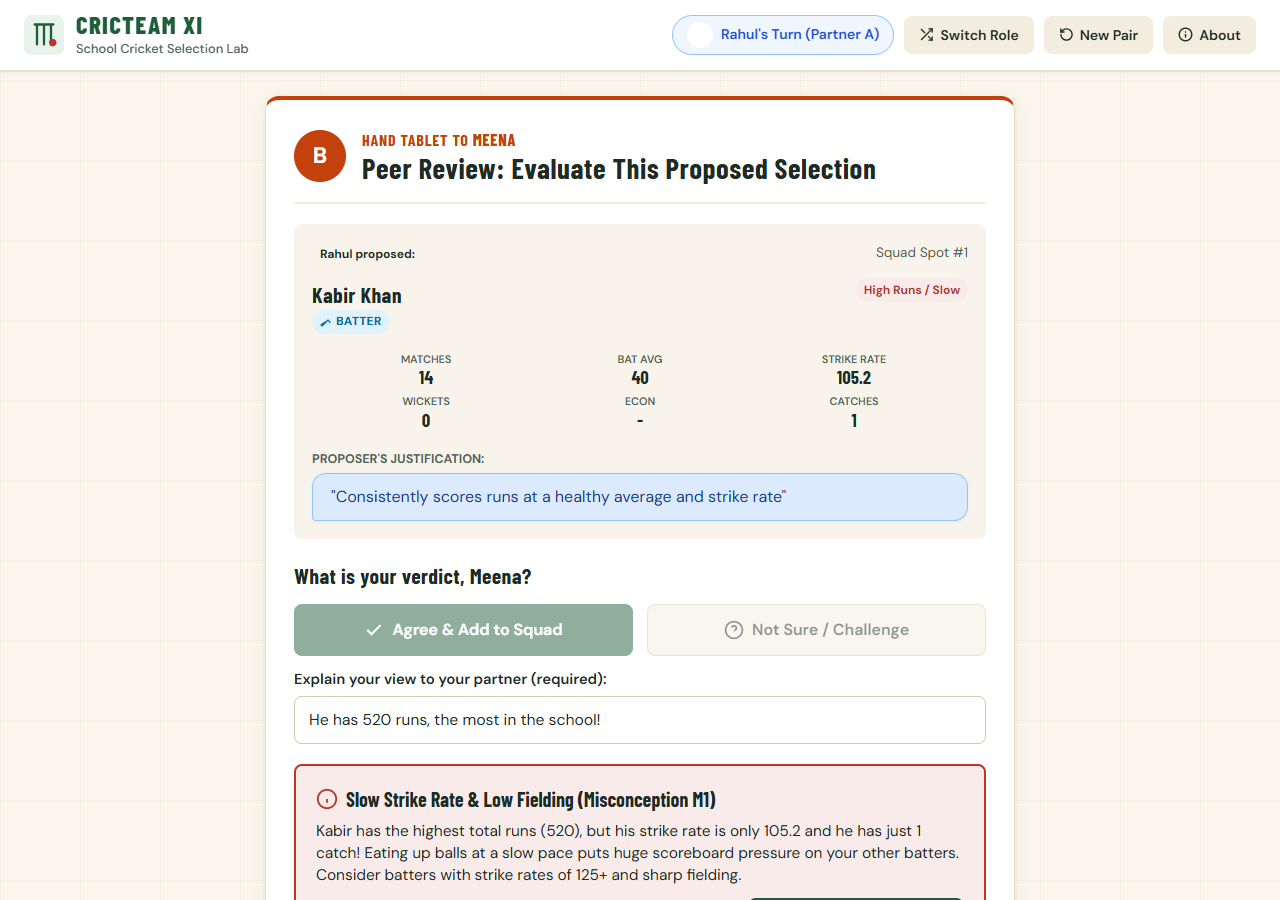 CRICTEAM XI
School Cricket Selection Lab
Rahul's Turn (Partner A)
Switch Role
New Pair
About
B
HAND TABLET TO MEENA
Peer Review: Evaluate This Proposed Selection
Rahul proposed:
Squad Spot #1
Kabir Khan
High Runs / Slow
BATTER
MATCHES
BAT AVG
STRIKE RATE
14
40
105.2
WICKETS
ECON
CATCHES
0
-
1
PROPOSER'S JUSTIFICATION:
"Consistently scores runs at a healthy average and strike rate"
What is your verdict, Meena?
Agree & Add to Squad
Not Sure / Challenge
Explain your view to your partner (required):
He has 520 runs, the most in the school!
Slow Strike Rate & Low Fielding (Misconception M1)
Kabir has the highest total runs (520), but his strike rate is only 105.2 and he has just 1
catch! Eating up balls at a slow pace puts huge scoreboard pressure on your other batters.
Consider batters with strike rates of 125+ and sharp fielding.